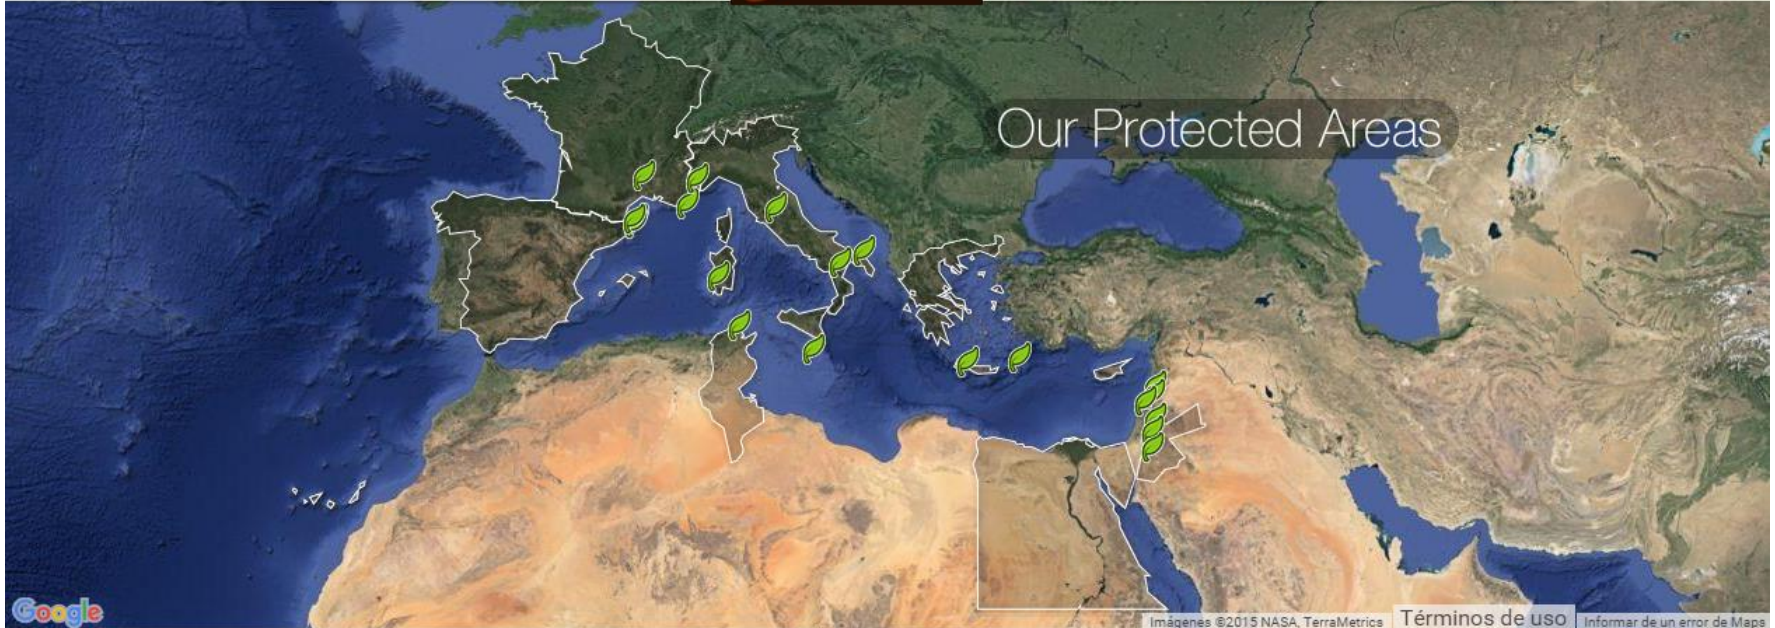 Our Protected Areas
Google
Imágenes ©2015 NASA, TerraMetrics
Términos de uso
Informar de un error de Maps